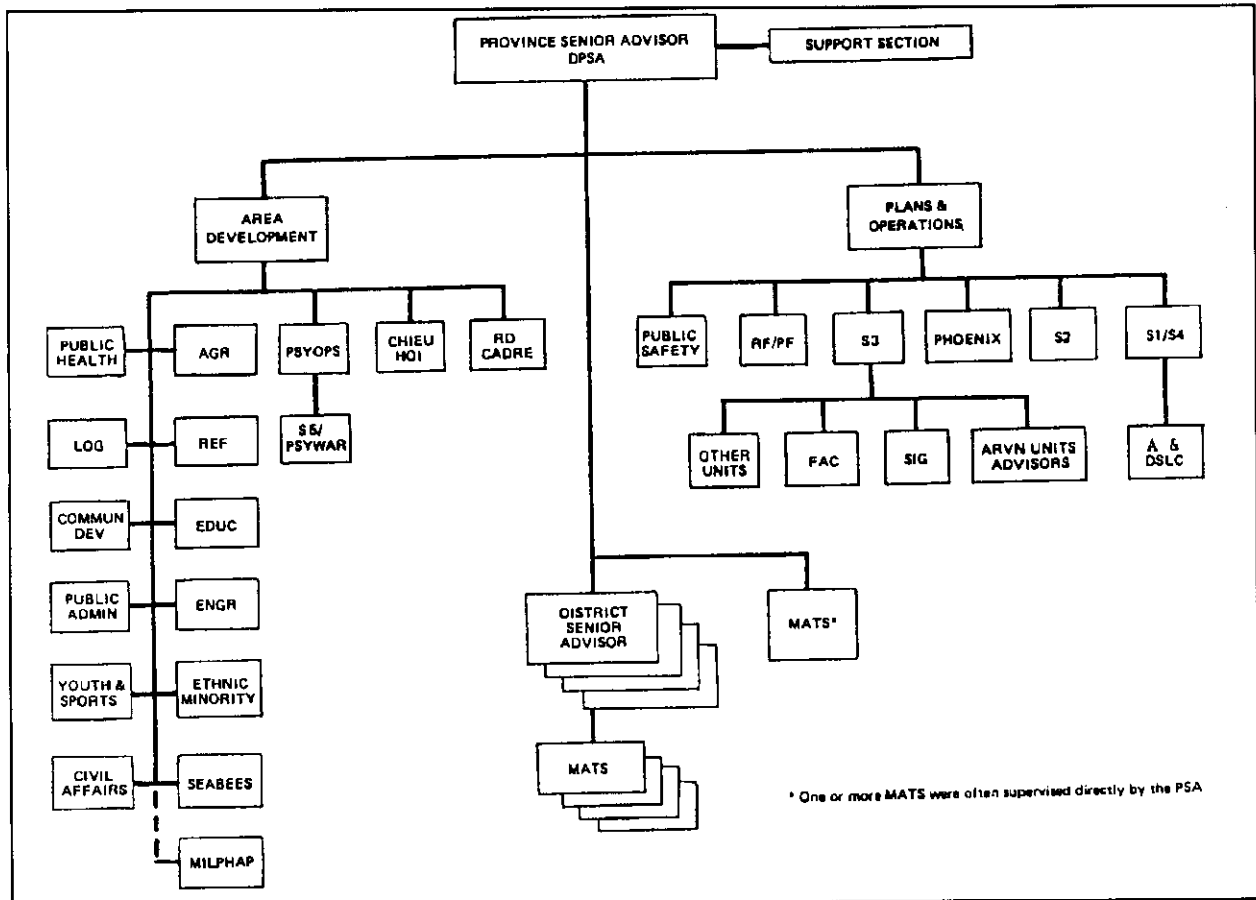 PROVINCE SENIOR ADVISOR
DPSA
SUPPORT SECTION
AREA
DEVELOPMENT
PLANS &
OPERATIONS
PUBLIC
HEALTH
AGR
PSYOPS
CHIEU
HOI
RD
CADRE
PUBLIC
SAFETY
RF/PF
S3
PHOENIX
S2
S1/S4
LOG
REF
S5/
PSYWAR
OTHER
UNITS
FAC
SIG
ARVN UNITS
ADVISORS
A &
DSLC
COMMUN
DEV
EDUC
PUBLIC
ADMIN
ENGR
DISTRICT
SENIOR
ADVISOR
MATS*
YOUTH &
SPORTS
ETHNIC
MINORITY
CIVIL
AFFAIRS
SEABEES
MATS
* One or more MATS were often supervised directly by the PSA
MILPHAP